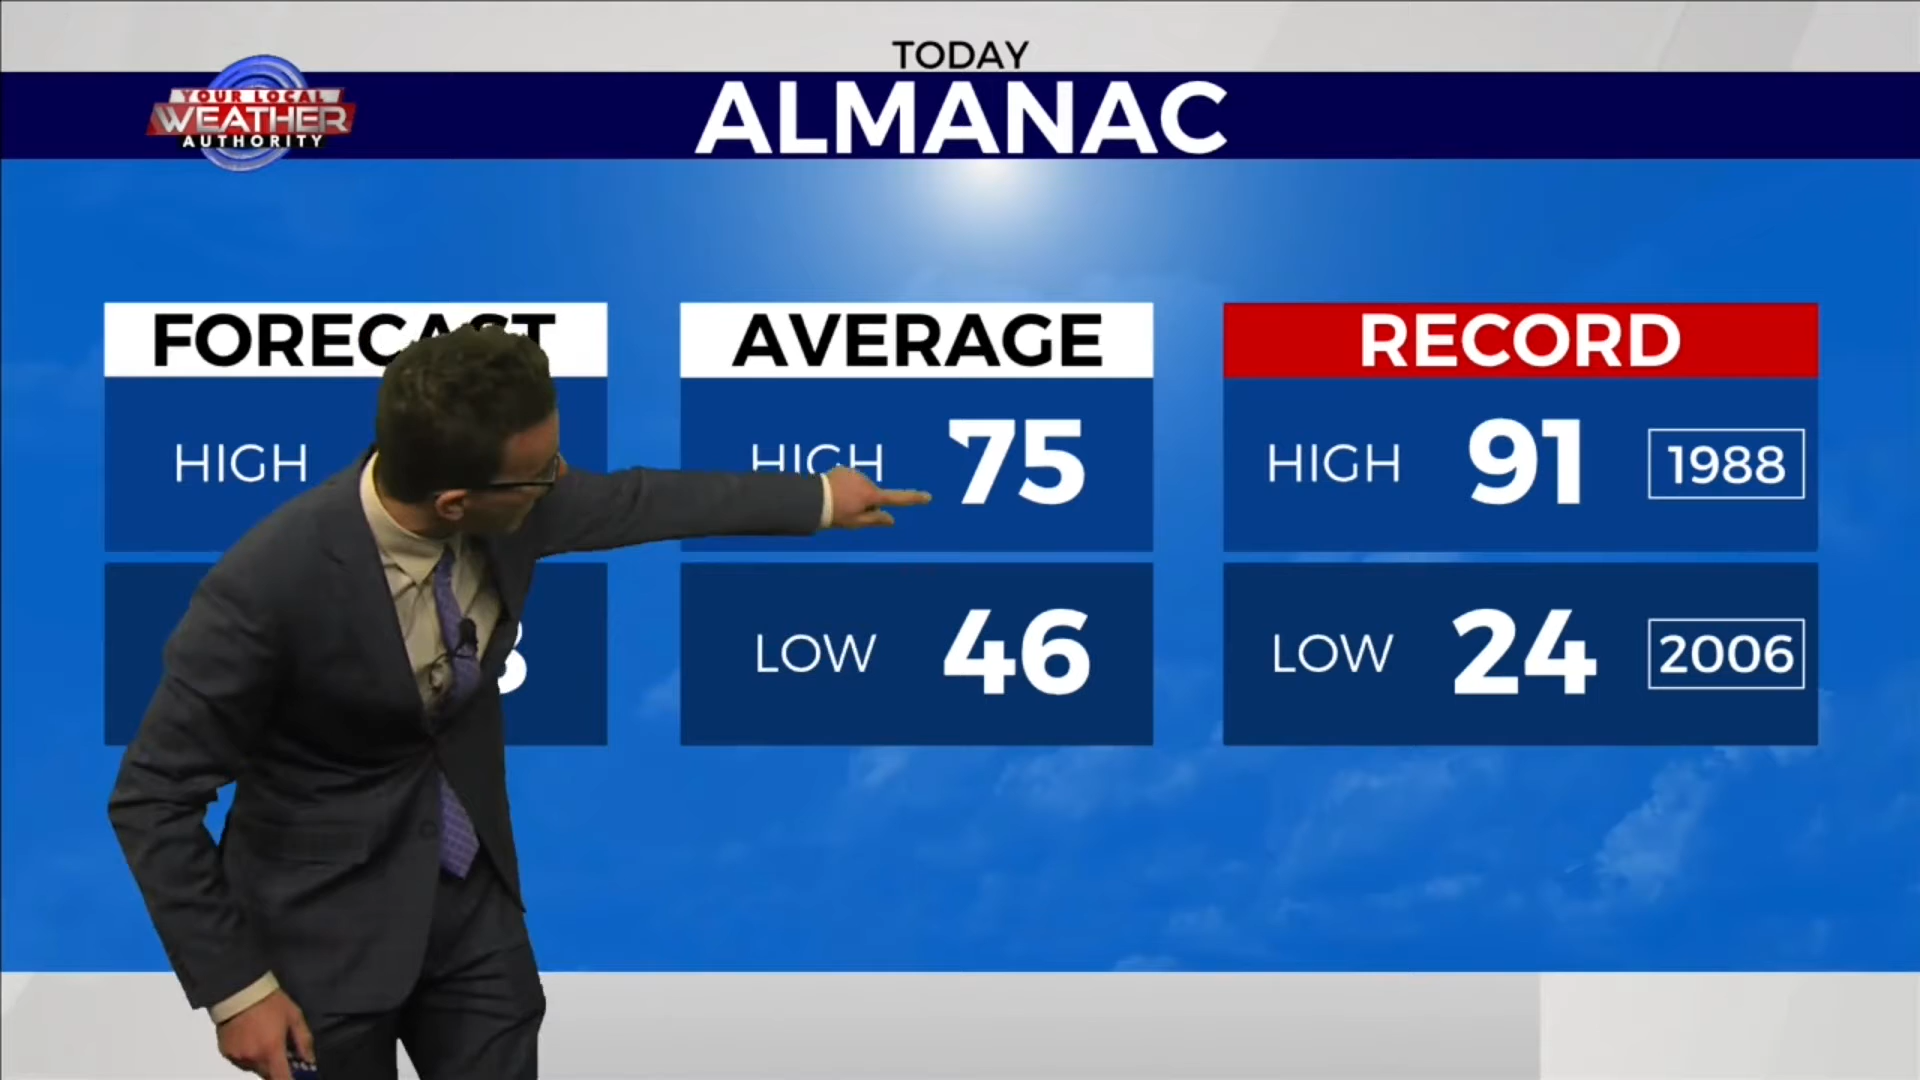 TODAY
ALMANAC
YOUR LOCAL
WEATHER
AUTHORITY
FORECAST
HIGH
AVERAGE
HIGH 75
LOW 46
RECORD
HIGH 91 1988
LOW 24 2006